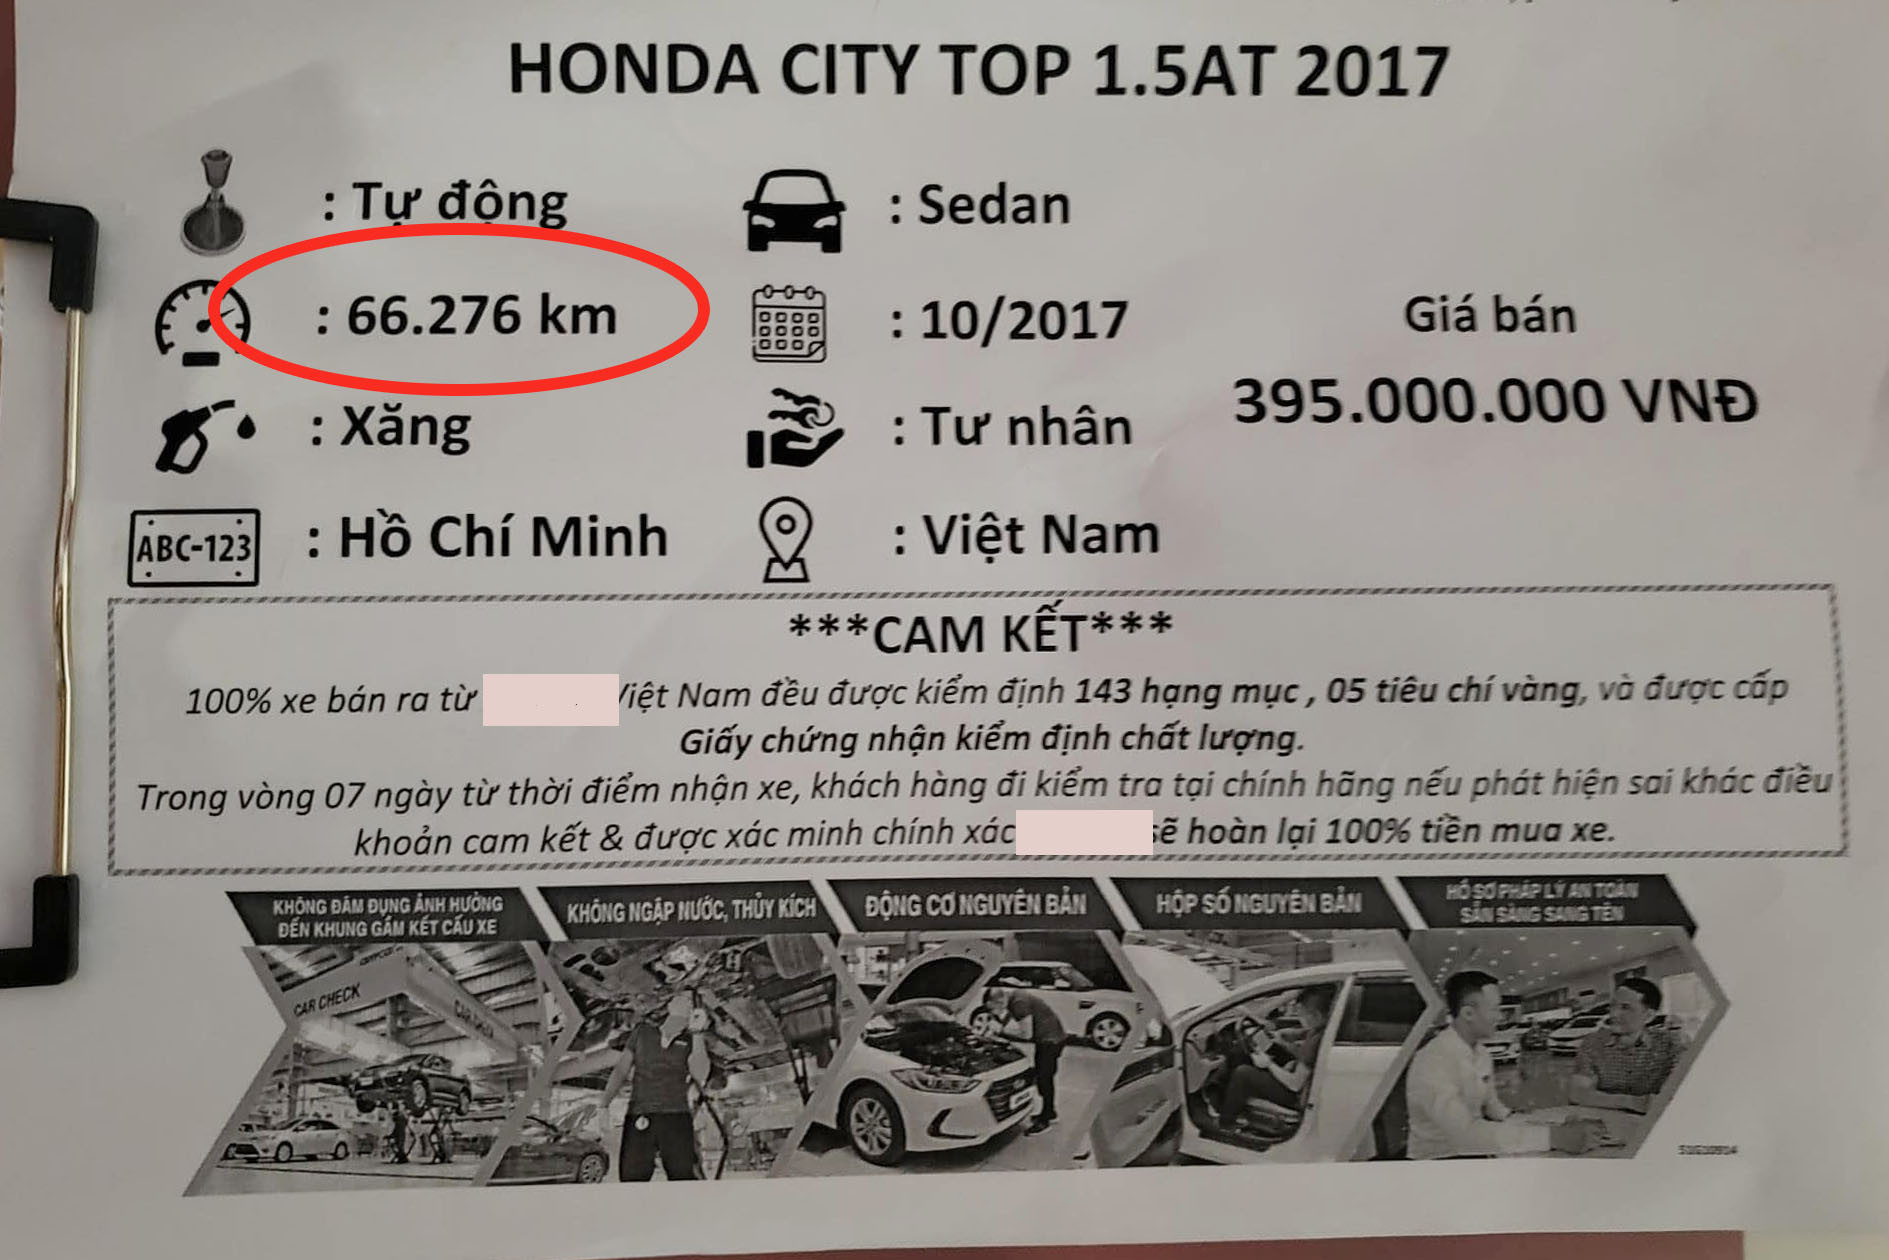 HONDA CITY TOP 1.5AT 2017
: Tự động
: Sedan
: 66.276 km
: 10/2017
Giá bán
: Xăng
: Tư nhân
395.000.000 VNĐ
ABC-123
: Hồ Chí Minh
: Việt Nam
***CAM KẾT***
100% xe bán ra từ Việt Nam đều được kiểm định 143 hạng mục , 05 tiêu chí vàng, và được cấp
Giấy chứng nhận kiểm định chất lượng.
Trong vòng 07 ngày từ thời điểm nhận xe, khách hàng đi kiểm tra tại chính hãng nếu phát hiện sai khác điều
khoản cam kết & được xác minh chính xác sẽ hoàn lại 100% tiền mua xe.
KHÔNG ĐÂM ĐỤNG ẢNH HƯỞNG
ĐẾN KHUNG GẦM KẾT CẤU XE
KHÔNG NGẬP NƯỚC, THỦY KÍCH
ĐỘNG CƠ NGUYÊN BẢN
HỘP SỐ NGUYÊN BẢN
HỒ SƠ PHÁP LÝ AN TOÀN
SẴN SÀNG SANG TÊN
CAR CHECK